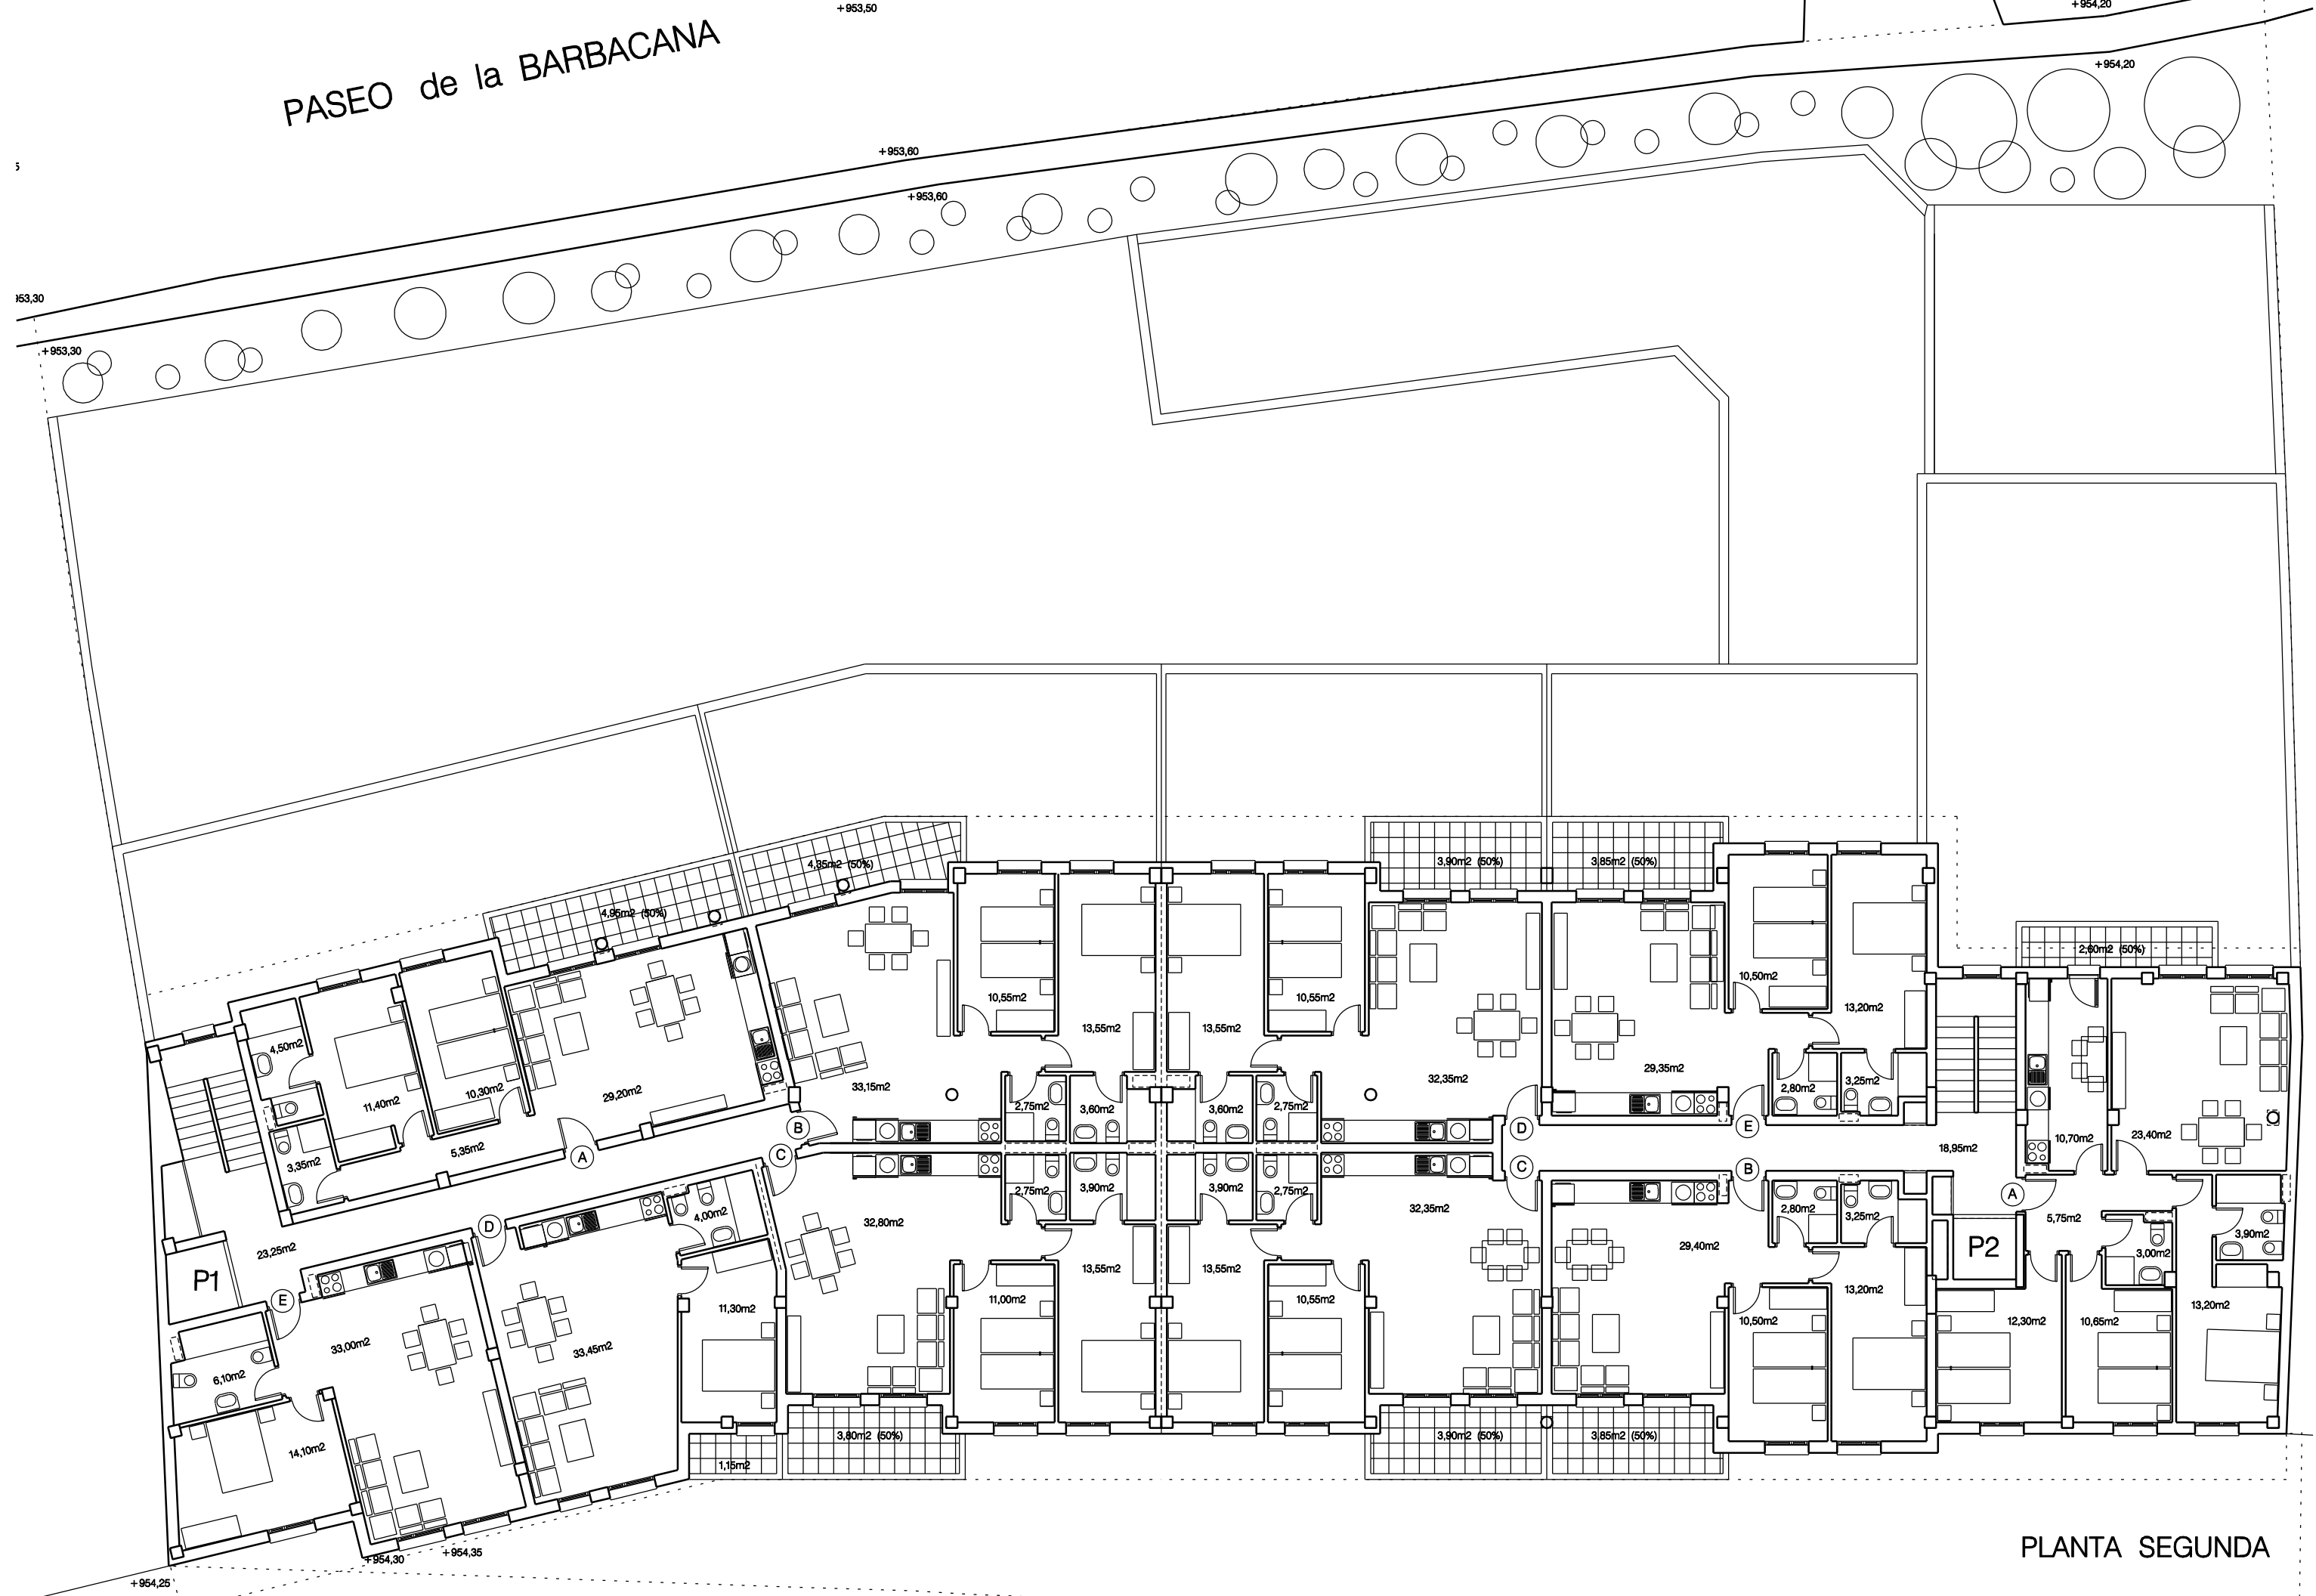 +953,50
+954,20
PASEO de la BARBACANA
+954,20
+953,60
+953,60
+953,30
+953,30
4,35m2 (50%)
3,90m2 (50%)
3,85m2 (50%)
4,95m2 (50%)
2,60m2 (50%)
10,50m2
10,55m2
10,55m2
13,20m2
13,55m2
13,55m2
4,50m2
29,35m2
33,15m2
32,35m2
2,80m2
3,25m2
10,30m2
29,20m2
11,40m2
2,75m2
3,60m2
3,60m2
2,75m2
B
D
E
10,70m2
23,40m2
5,35m2
A
C
18,95m2
3,35m2
C
B
2,75m2
3,90m2
3,90m2
2,75m2
A
2,80m2
3,25m2
4,00m2
D
32,80m2
32,35m2
5,75m2
23,25m2
29,40m2
P2
3,90m2
3,00m2
P1
13,55m2
13,55m2
13,20m2
E
11,30m2
11,00m2
10,55m2
13,20m2
10,50m2
12,30m2
10,65m2
33,00m2
33,45m2
6,10m2
14,10m2
3,80m2 (50%)
3,90m2 (50%)
3,85m2 (50%)
1,15m2
PLANTA SEGUNDA
+954,35
+954,30
+954,25